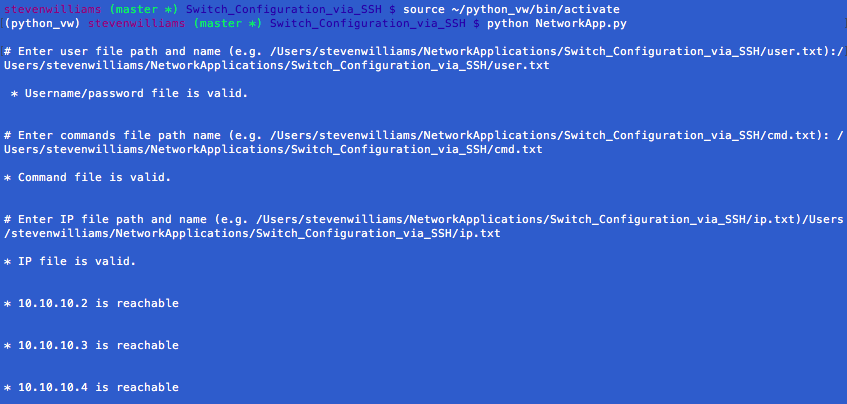 stevenwilliams (master *) Switch_Configuration_via_SSH $ source ~/python_vw/bin/activate
(python_vw) stevenwilliams (master *) Switch_Configuration_via_SSH $ python NetworkApp.py
# Enter user file path and name (e.g. /Users/stevenwilliams/NetworkApplications/Switch_Configuration_via_SSH/user.txt):/
Users/stevenwilliams/NetworkApplications/Switch_Configuration_via_SSH/user.txt
* Username/password file is valid.
# Enter commands file path name (e.g. /Users/stevenwilliams/NetworkApplications/Switch_Configuration_via_SSH/cmd.txt): /
Users/stevenwilliams/NetworkApplications/Switch_Configuration_via_SSH/cmd.txt
* Command file is valid.
# Enter IP file path and name (e.g. /Users/stevenwilliams/NetworkApplications/Switch_Configuration_via_SSH/ip.txt)/Users
/stevenwilliams/NetworkApplications/Switch_Configuration_via_SSH/ip.txt
* IP file is valid.
* 10.10.10.2 is reachable
* 10.10.10.3 is reachable
* 10.10.10.4 is reachable